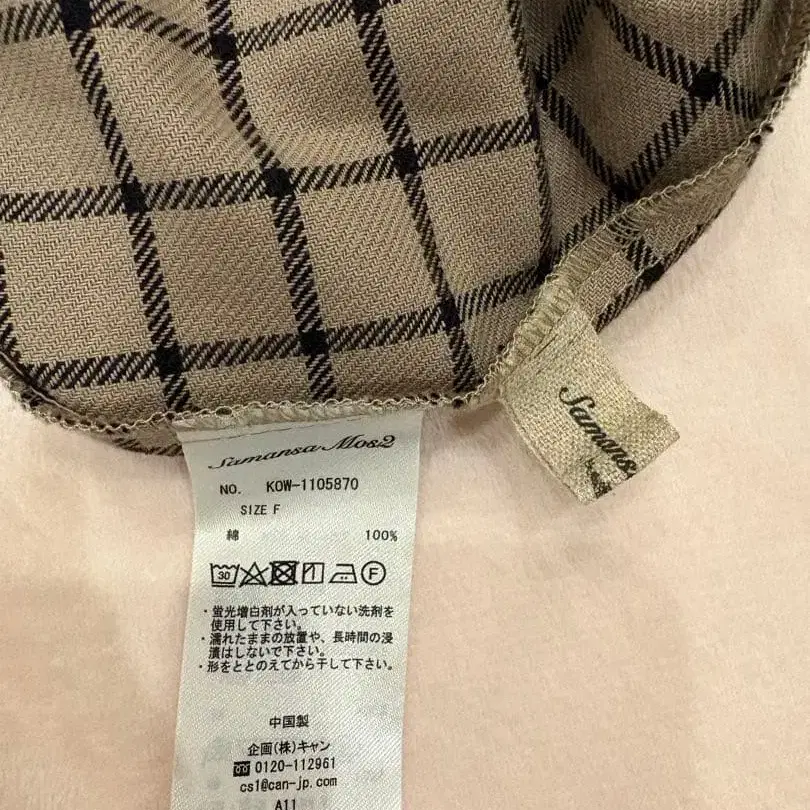 Samansa Mos2
NO. KOW-1105870
SIZE F
綿 100%
30
F
・蛍光増白剤が入っていない洗剤を
使用して下さい。
・濡れたままの放置や、長時間の浸
漬はしないで下さい。
・形をととのえてから干して下さい。
中国製
企画(株)キャン
0120-112961
cs1@can-jp.com
A11
Samans